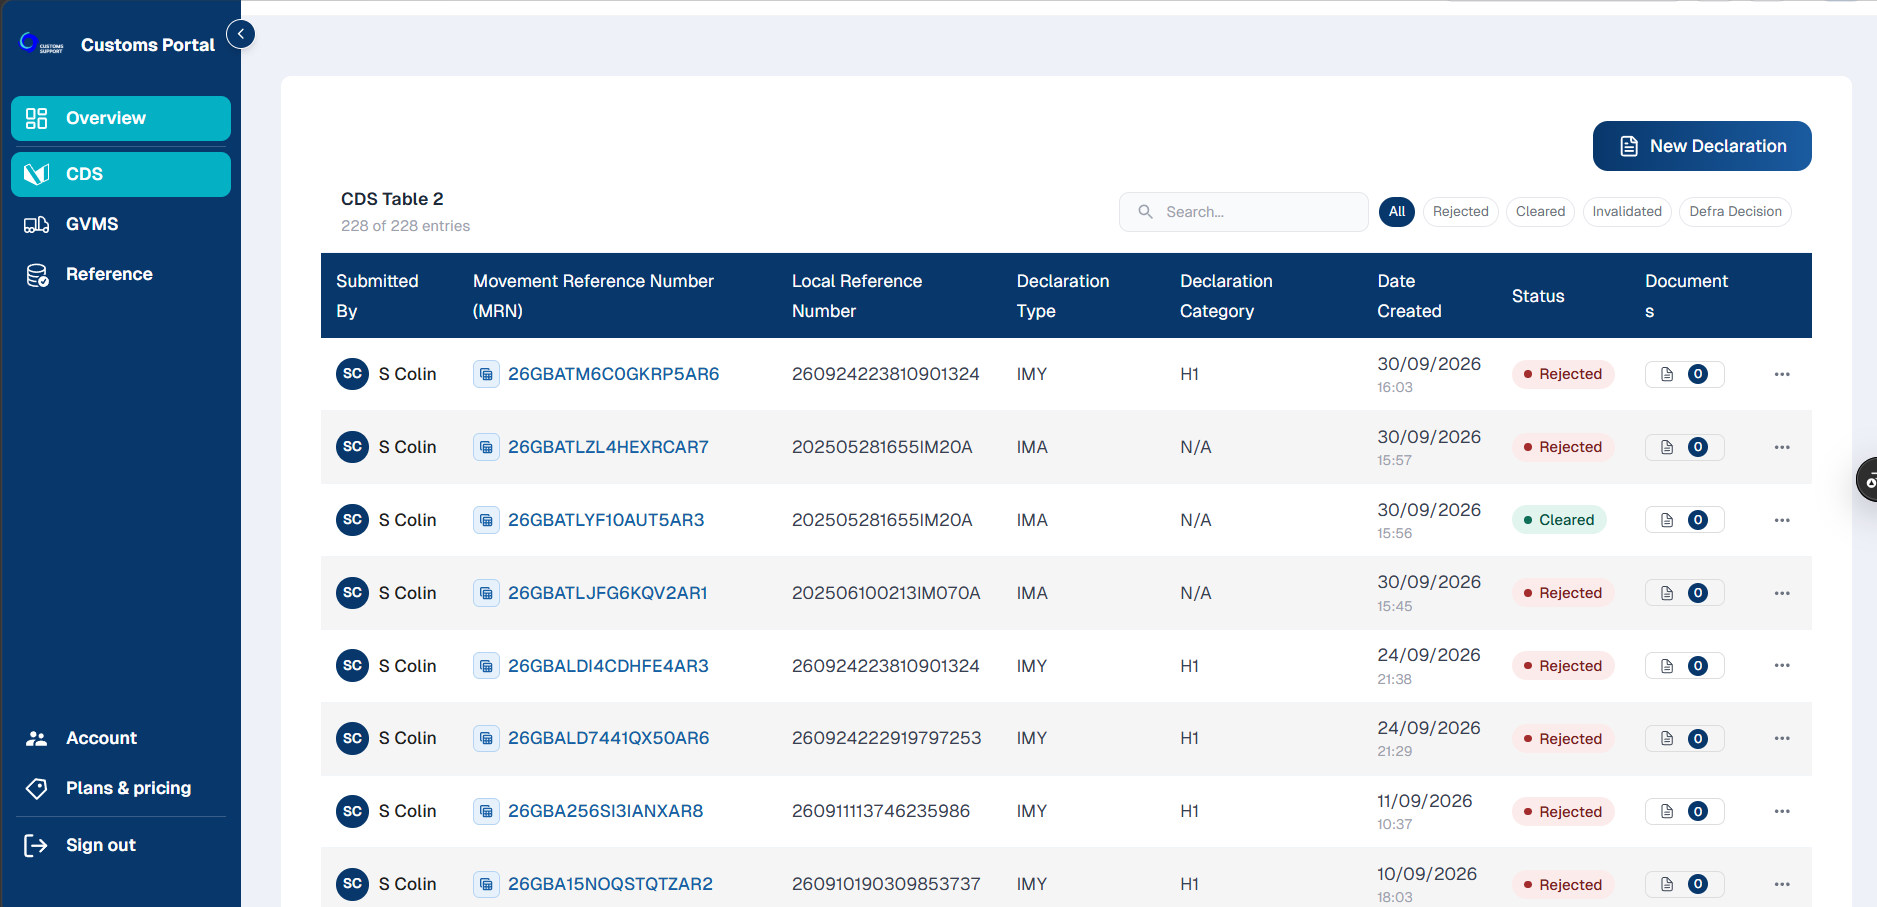 CUSTOMS
SUPPORT
Customs Portal
Overview
CDS
GVMS
Reference
Account
Plans & pricing
Sign out
New Declaration
CDS Table 2
228 of 228 entries
Search...
All
Rejected
Cleared
Invalidated
Defra Decision
Submitted By
Movement Reference Number (MRN)
Local Reference Number
Declaration Type
Declaration Category
Date Created
Status
Document
s
SC S Colin 26GBATM6C0GKRP5AR6 260924223810901324 IMY H1 30/09/2026 16:03 Rejected 0
SC S Colin 26GBATLZL4HEXRCAR7 202505281655IM20A IMA N/A 30/09/2026 15:57 Rejected 0
SC S Colin 26GBATLYF10AUT5AR3 202505281655IM20A IMA N/A 30/09/2026 15:56 Cleared 0
SC S Colin 26GBATLJFG6KQV2AR1 202506100213IM070A IMA N/A 30/09/2026 15:45 Rejected 0
SC S Colin 26GBALDI4CDHFE4AR3 260924223810901324 IMY H1 24/09/2026 21:38 Rejected 0
SC S Colin 26GBALD7441QX50AR6 260924222919797253 IMY H1 24/09/2026 21:29 Rejected 0
SC S Colin 26GBA256SI3IANXAR8 260911113746235986 IMY H1 11/09/2026 10:37 Rejected 0
SC S Colin 26GBA15NOQSTQTZAR2 260910190309853737 IMY H1 10/09/2026 18:03 Rejected 0